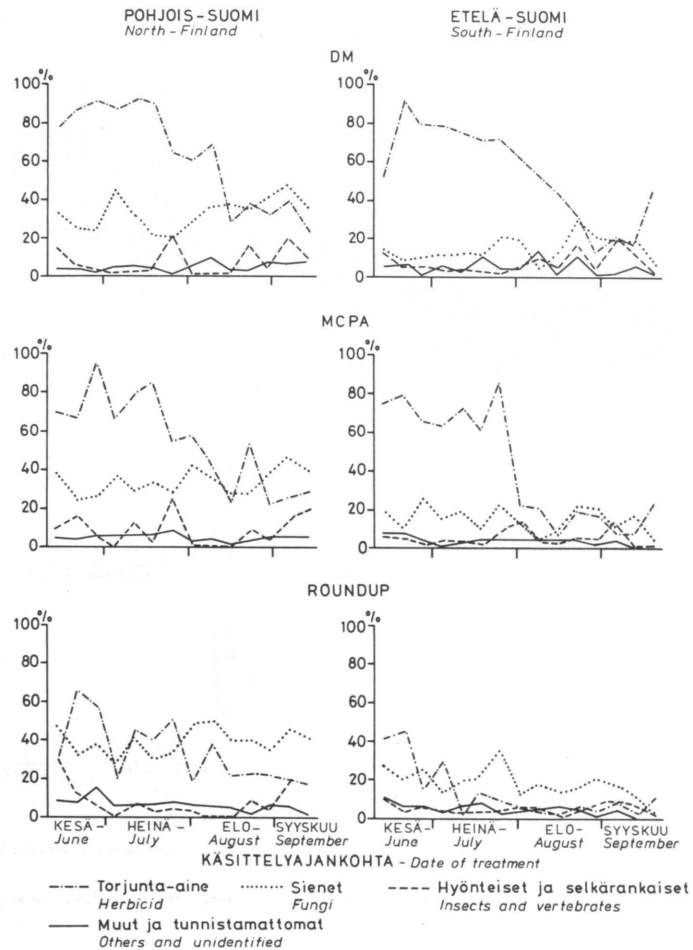 POHJOIS-SUOMI
North-Finland
ETELÄ-SUOMI
South-Finland
DM
%
100
80
60
40
20
0
%
100
80
60
40
20
0
MCPA
%
100
80
60
40
20
0
%
100
80
60
40
20
0
ROUNDUP
%
100
80
60
40
20
0
%
100
80
60
40
20
0
KESÄ-
June
HEINÄ-
July
ELO-
August
SYYSKUU
September
KESÄ-
June
HEINÄ-
July
ELO-
August
SYYSKUU
September
KÄSITTELYAJANKOHTA - Date of treatment
Torjunta-aine
Herbicid
Sienet
Fungi
Hyönteiset ja selkärankaiset
Insects and vertebrates
Muut ja tunnistamattomat
Others and unidentified